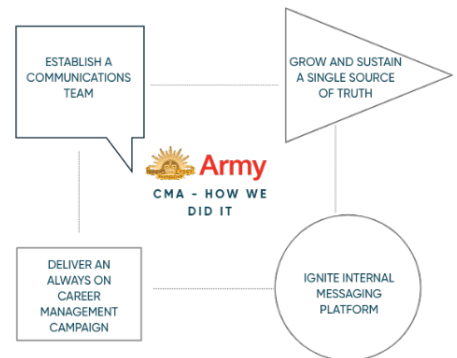 ESTABLISH A
COMMUNICATIONS
TEAM
GROW AND SUSTAIN
A SINGLE SOURCE
OF TRUTH
Army
CMA - HOW WE
DID IT
DELIVER AN
ALWAYS ON
CAREER
MANAGEMENT
CAMPAIGN
IGNITE INTERNAL
MESSAGING
PLATFORM